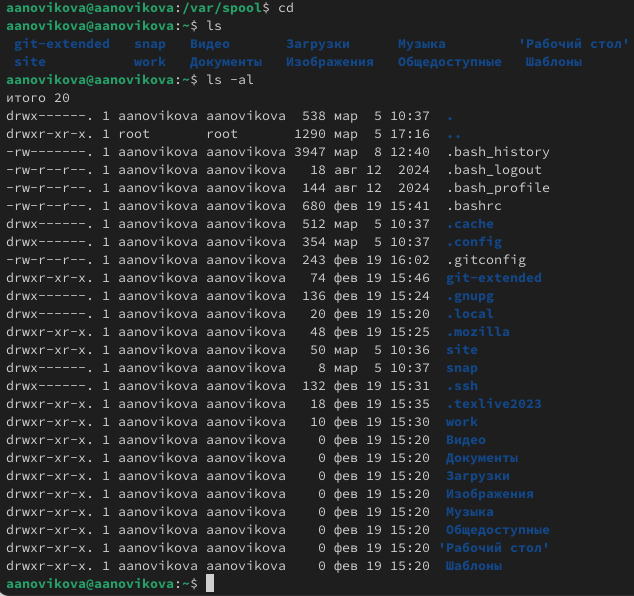 aanovikova@aanovikova:/var/spool$ cd
aanovikova@aanovikova:~$ ls
git-extended snap Видео Загрузки Музыка 'Рабочий стол'
site work Документы Изображения Общедоступные Шаблоны
aanovikova@aanovikova:~$ ls -al
итого 20
drwx------. 1 aanovikova aanovikova 538 мар 5 10:37 .
drwxr-xr-x. 1 root root 1290 мар 5 17:16 ..
-rw-------. 1 aanovikova aanovikova 3947 мар 8 12:40 .bash_history
-rw-r--r--. 1 aanovikova aanovikova 18 авг 12 2024 .bash_logout
-rw-r--r--. 1 aanovikova aanovikova 144 авг 12 2024 .bash_profile
-rw-r--r--. 1 aanovikova aanovikova 680 фев 19 15:41 .bashrc
drwx------. 1 aanovikova aanovikova 512 мар 5 10:37 .cache
drwx------. 1 aanovikova aanovikova 354 мар 5 10:37 .config
-rw-r--r--. 1 aanovikova aanovikova 243 фев 19 16:02 .gitconfig
drwxr-xr-x. 1 aanovikova aanovikova 74 фев 19 15:46 git-extended
drwx------. 1 aanovikova aanovikova 136 фев 19 15:24 .gnupg
drwx------. 1 aanovikova aanovikova 20 фев 19 15:20 .local
drwxr-xr-x. 1 aanovikova aanovikova 48 фев 19 15:25 .mozilla
drwxr-xr-x. 1 aanovikova aanovikova 50 мар 5 10:36 site
drwx------. 1 aanovikova aanovikova 8 мар 5 10:37 snap
drwx------. 1 aanovikova aanovikova 132 фев 19 15:31 .ssh
drwxr-xr-x. 1 aanovikova aanovikova 18 фев 19 15:35 .texlive2023
drwxr-xr-x. 1 aanovikova aanovikova 10 фев 19 15:30 work
drwxr-xr-x. 1 aanovikova aanovikova 0 фев 19 15:20 Видео
drwxr-xr-x. 1 aanovikova aanovikova 0 фев 19 15:20 Документы
drwxr-xr-x. 1 aanovikova aanovikova 0 фев 19 15:20 Загрузки
drwxr-xr-x. 1 aanovikova aanovikova 0 фев 19 15:20 Изображения
drwxr-xr-x. 1 aanovikova aanovikova 0 фев 19 15:20 Музыка
drwxr-xr-x. 1 aanovikova aanovikova 0 фев 19 15:20 Общедоступные
drwxr-xr-x. 1 aanovikova aanovikova 0 фев 19 15:20 'Рабочий стол'
drwxr-xr-x. 1 aanovikova aanovikova 0 фев 19 15:20 Шаблоны
aanovikova@aanovikova:~$